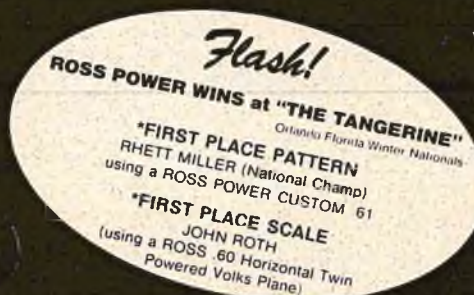 Flash!
ROSS POWER WINS at "THE TANGERINE"
Orlando Florida Winter Nationals
*FIRST PLACE PATTERN
RHETT MILLER (National Champ)
using a ROSS POWER CUSTOM 61
*FIRST PLACE SCALE
JOHN ROTH
(using a ROSS .60 Horizontal Twin
Powered Volks Plane)